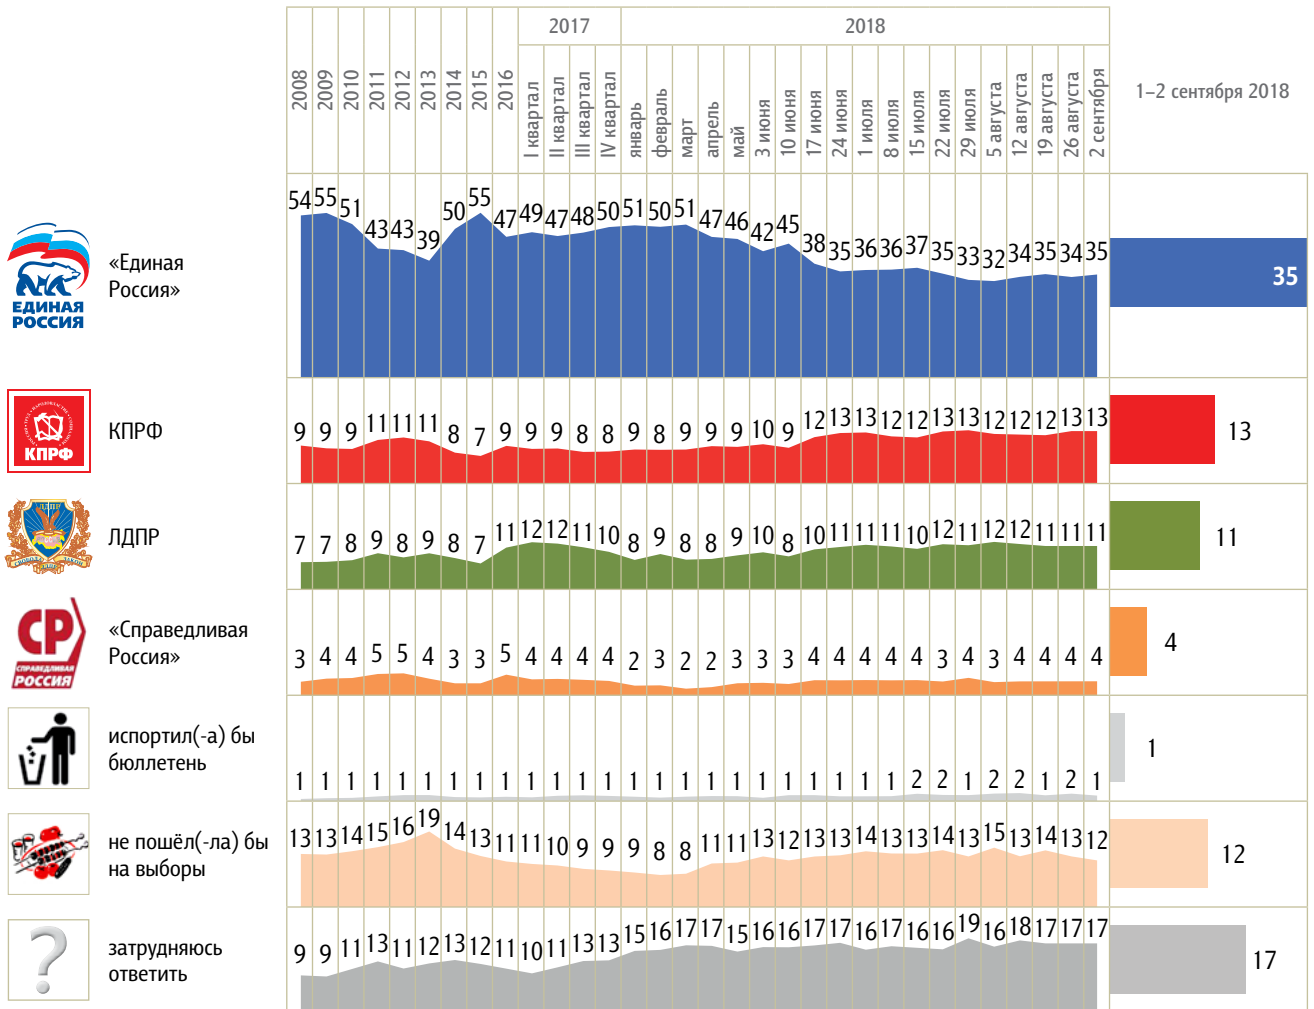 2017 2018
2008 2009 2010 2011 2012 2013 2014 2015 2016 I квартал II квартал III квартал IV квартал январь февраль март апрель май 3 июня 10 июня 17 июня 24 июня 1 июля 8 июля 15 июля 22 июля 29 июля 5 августа 12 августа 19 августа 26 августа 2 сентября
1–2 сентября 2018
54 55 51 43 43 39 50 55 47 49 47 48 50 51 50 51 47 46 42 45 38 35 36 36 37 35 33 32 34 35 34 35
35
ЕДИНАЯ
РОССИЯ
«Единая
Россия»
9 9 9 11 11 11 8 7 9 9 9 8 8 9 8 9 9 9 10 9 12 13 13 12 12 13 13 12 12 12 13 13
13
КПРФ
КПРФ
7 7 8 9 8 9 8 7 11 12 12 11 10 8 9 8 8 9 10 8 10 11 11 11 10 12 11 12 12 11 11 11
11
ЛДПР
ЛДПР
СР
СПРАВЕДЛИВАЯ
РОССИЯ
«Справедливая
Россия»
3 4 4 5 5 4 3 3 5 4 4 4 4 2 3 2 2 3 3 3 4 4 4 4 4 3 4 3 4 4 4 4
4
испортил(-а) бы
бюллетень
1 1 1 1 1 1 1 1 1 1 1 1 1 1 1 1 1 1 1 1 1 1 1 1 2 2 1 2 2 1 2 1
1
не пошёл(-ла) бы
на выборы
13 13 14 15 16 19 14 13 11 11 10 9 9 9 8 8 11 11 13 12 13 13 14 13 13 14 13 15 13 14 13 12
12
?
затрудняюсь
ответить
9 9 11 13 11 12 13 12 11 10 11 13 13 15 16 17 17 15 16 16 17 17 16 17 16 16 19 16 18 17 17 17
17